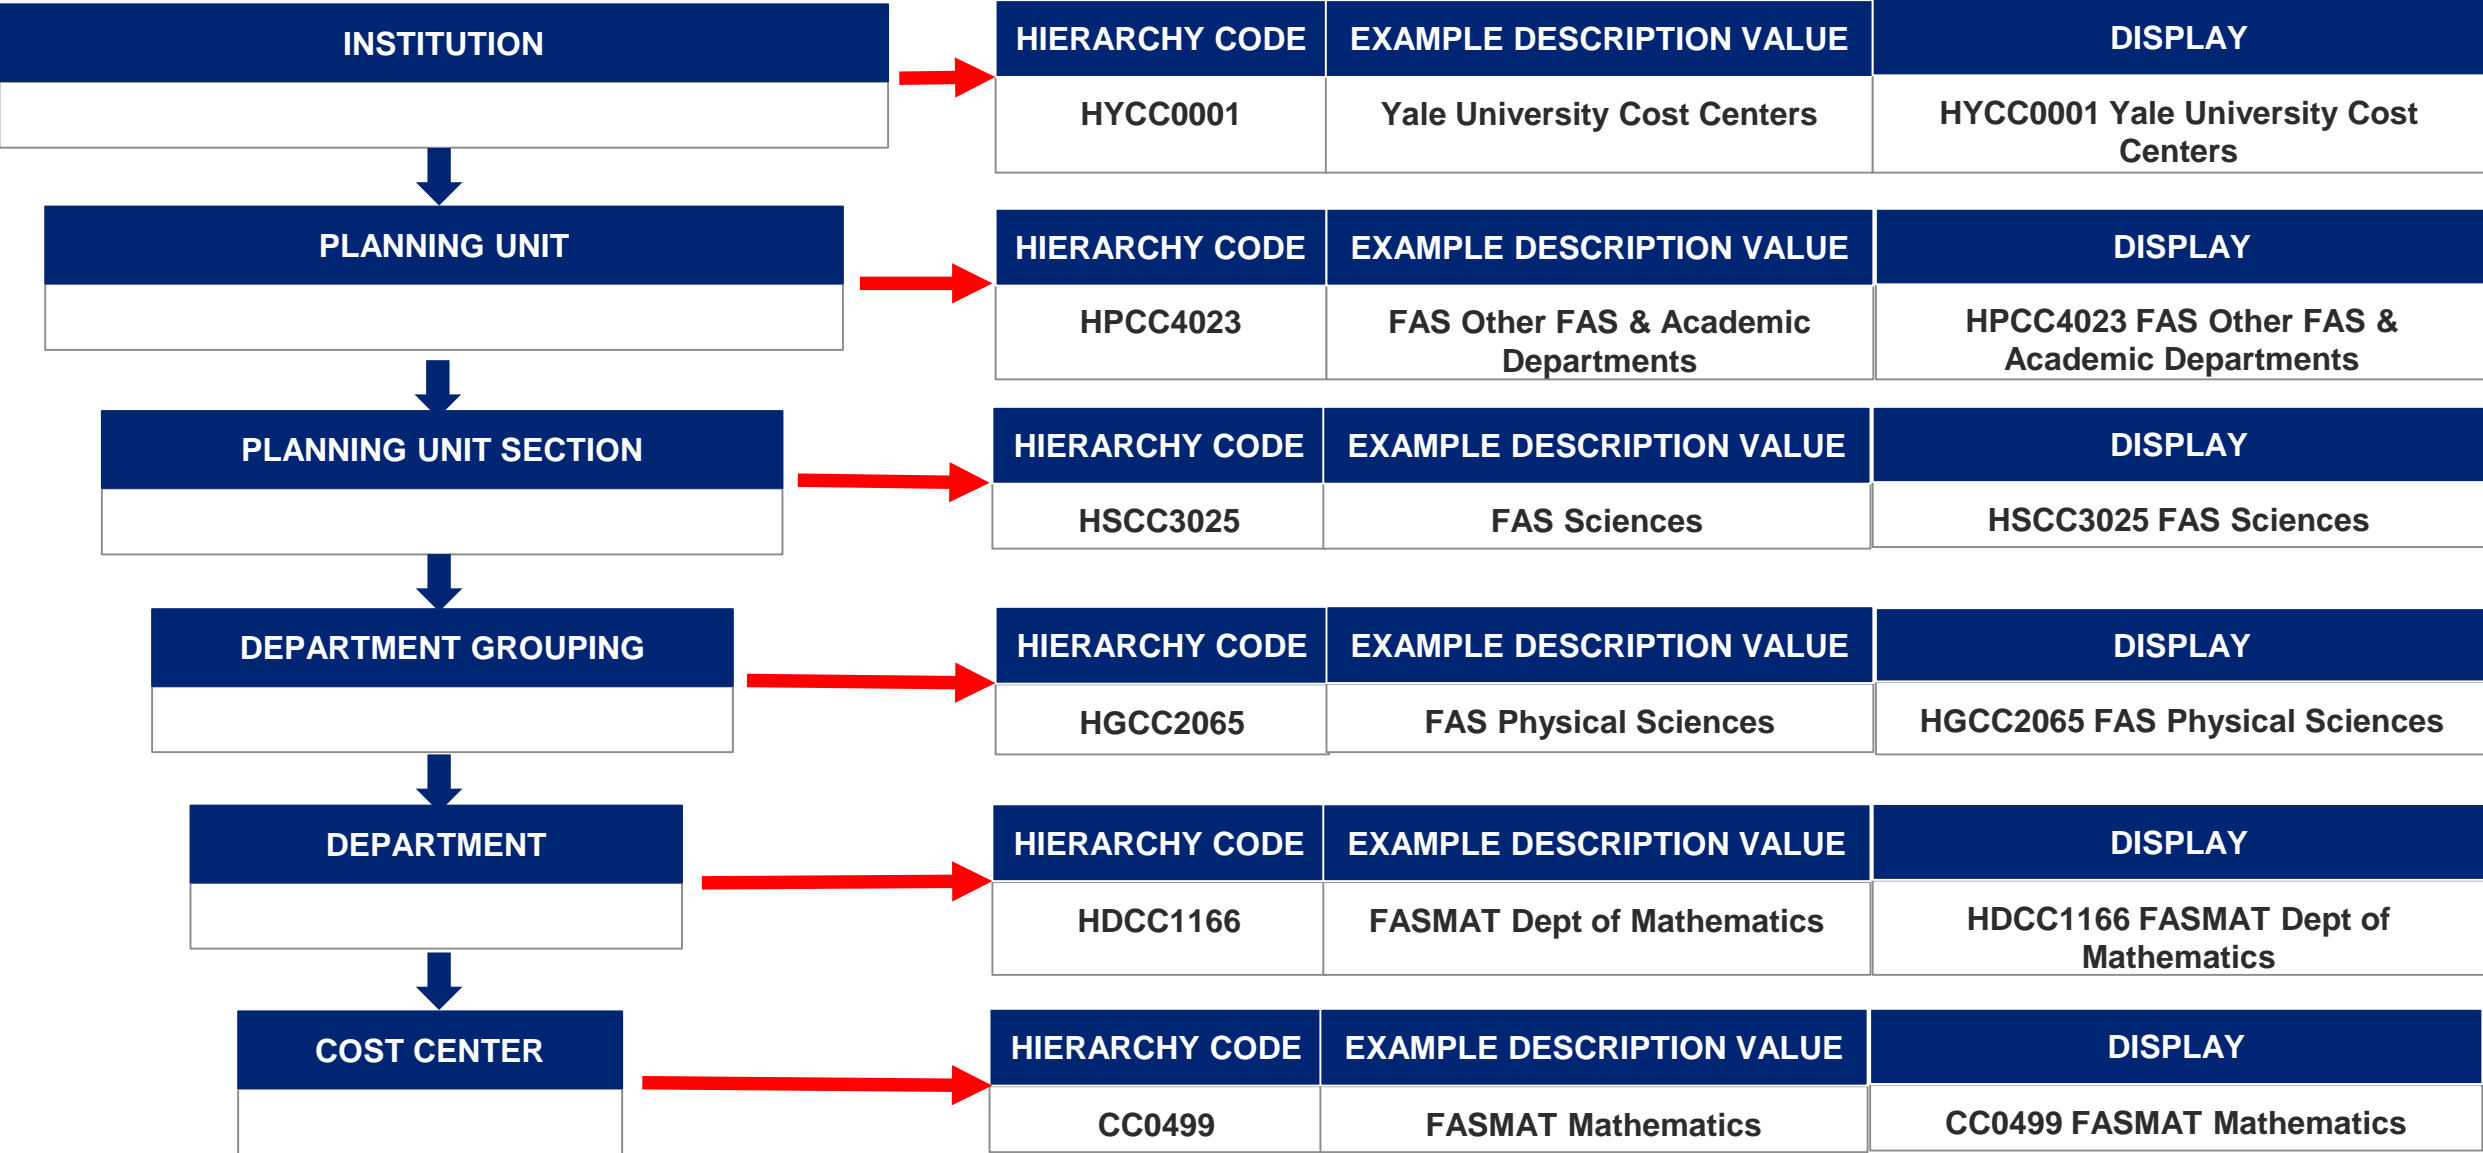 INSTITUTION
HIERARCHY CODE
EXAMPLE DESCRIPTION VALUE
DISPLAY
HYCC0001
Yale University Cost Centers
HYCC0001 Yale University Cost
Centers
PLANNING UNIT
HIERARCHY CODE
EXAMPLE DESCRIPTION VALUE
DISPLAY
HPCC4023
FAS Other FAS & Academic
Departments
HPCC4023 FAS Other FAS &
Academic Departments
PLANNING UNIT SECTION
HIERARCHY CODE
EXAMPLE DESCRIPTION VALUE
DISPLAY
HSCC3025
FAS Sciences
HSCC3025 FAS Sciences
DEPARTMENT GROUPING
HIERARCHY CODE
EXAMPLE DESCRIPTION VALUE
DISPLAY
HGCC2065
FAS Physical Sciences
HGCC2065 FAS Physical Sciences
DEPARTMENT
HIERARCHY CODE
EXAMPLE DESCRIPTION VALUE
DISPLAY
HDCC1166
FASMAT Dept of Mathematics
HDCC1166 FASMAT Dept of
Mathematics
COST CENTER
HIERARCHY CODE
EXAMPLE DESCRIPTION VALUE
DISPLAY
CC0499
FASMAT Mathematics
CC0499 FASMAT Mathematics